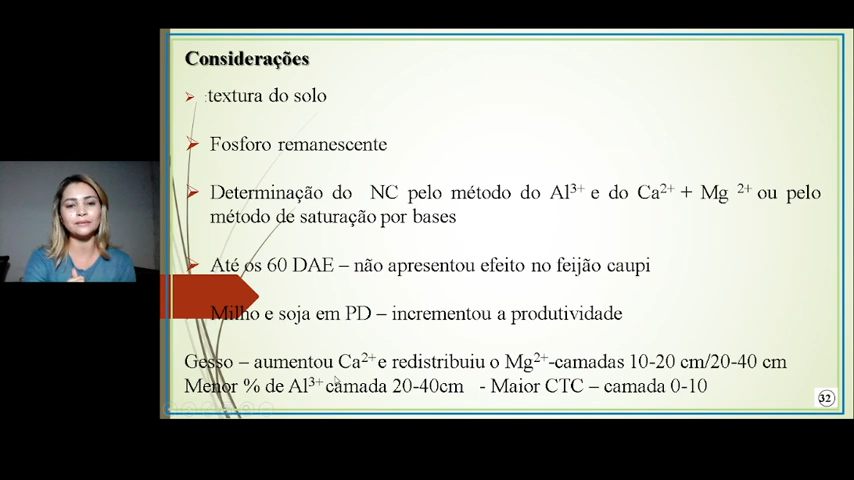 Considerações
:textura do solo
Fosforo remanescente
Determinação do NC pelo método do Al³⁺ e do Ca²⁺ + Mg ²⁺ ou pelo
método de saturação por bases
Até os 60 DAE – não apresentou efeito no feijão caupi
Milho e soja em PD – incrementou a produtividade
Gesso – aumentou Ca²⁺ e redistribuiu o Mg²⁺-camadas 10-20 cm/20-40 cm
Menor % de Al³⁺ camada 20-40cm - Maior CTC – camada 0-10
32